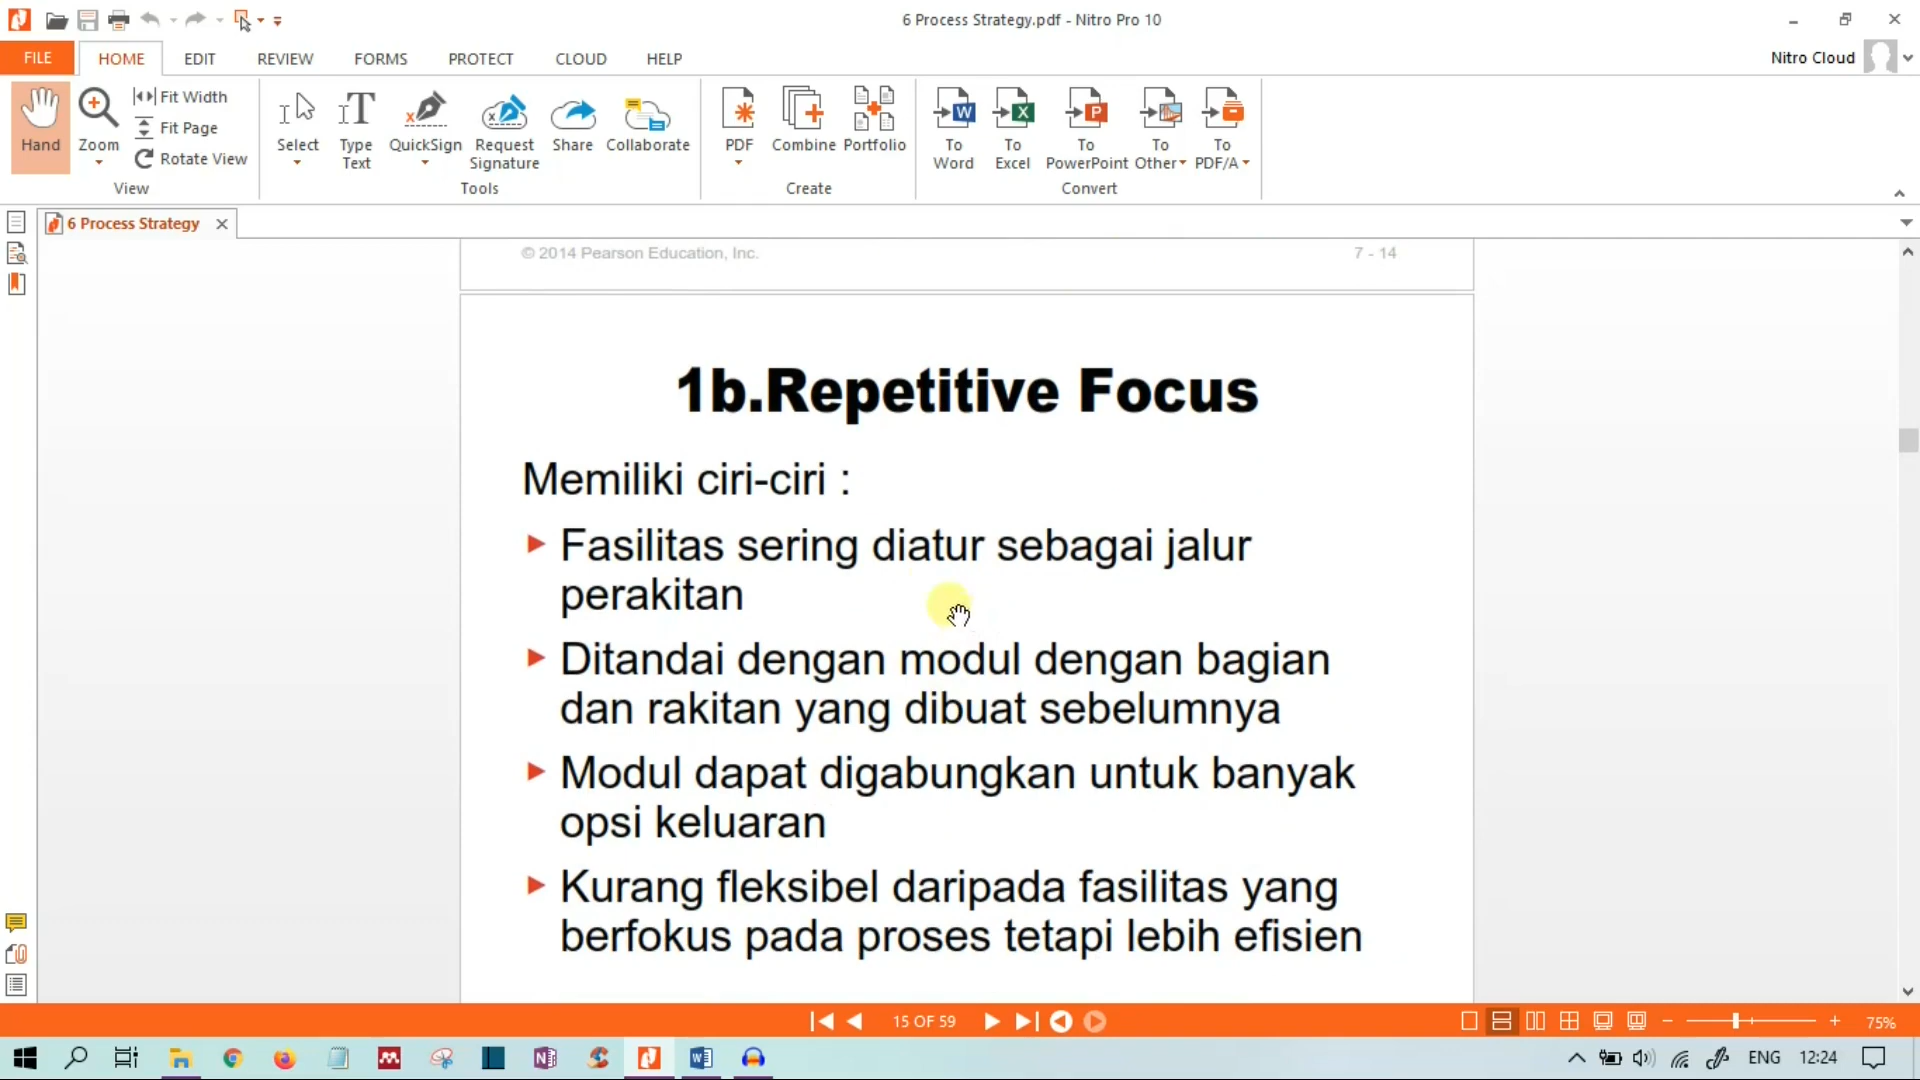 6 Process Strategy.pdf - Nitro Pro 10
FILE HOME EDIT REVIEW FORMS PROTECT CLOUD HELP Nitro Cloud
Hand
Zoom
Fit Width
Fit Page
Rotate View
View
Select
Type Text
QuickSign
Request Signature
Share
Collaborate
Tools
PDF
Combine
Portfolio
Create
To Word
To Excel
To PowerPoint
To Other
To PDF/A
Convert
6 Process Strategy
© 2014 Pearson Education, Inc. 7 - 14
1b.Repetitive Focus
Memiliki ciri-ciri :
Fasilitas sering diatur sebagai jalur
perakitan
Ditandai dengan modul dengan bagian
dan rakitan yang dibuat sebelumnya
Modul dapat digabungkan untuk banyak
opsi keluaran
Kurang fleksibel daripada fasilitas yang
berfokus pada proses tetapi lebih efisien
15 OF 59 75%
ENG 12:24